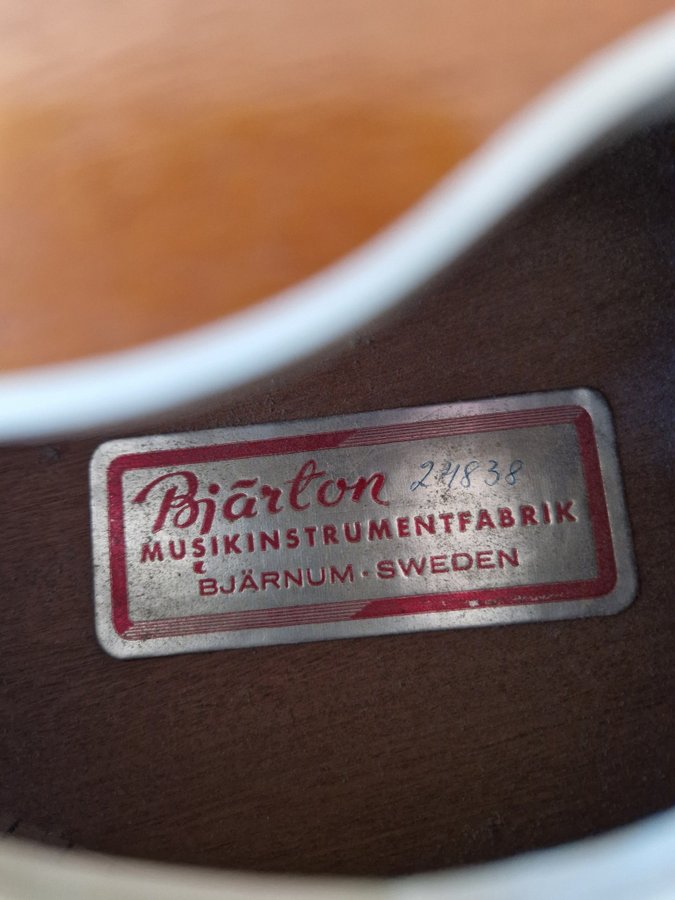 Bjärton 24838
MUSIKINSTRUMENTFABRIK
BJÄRNUM · SWEDEN